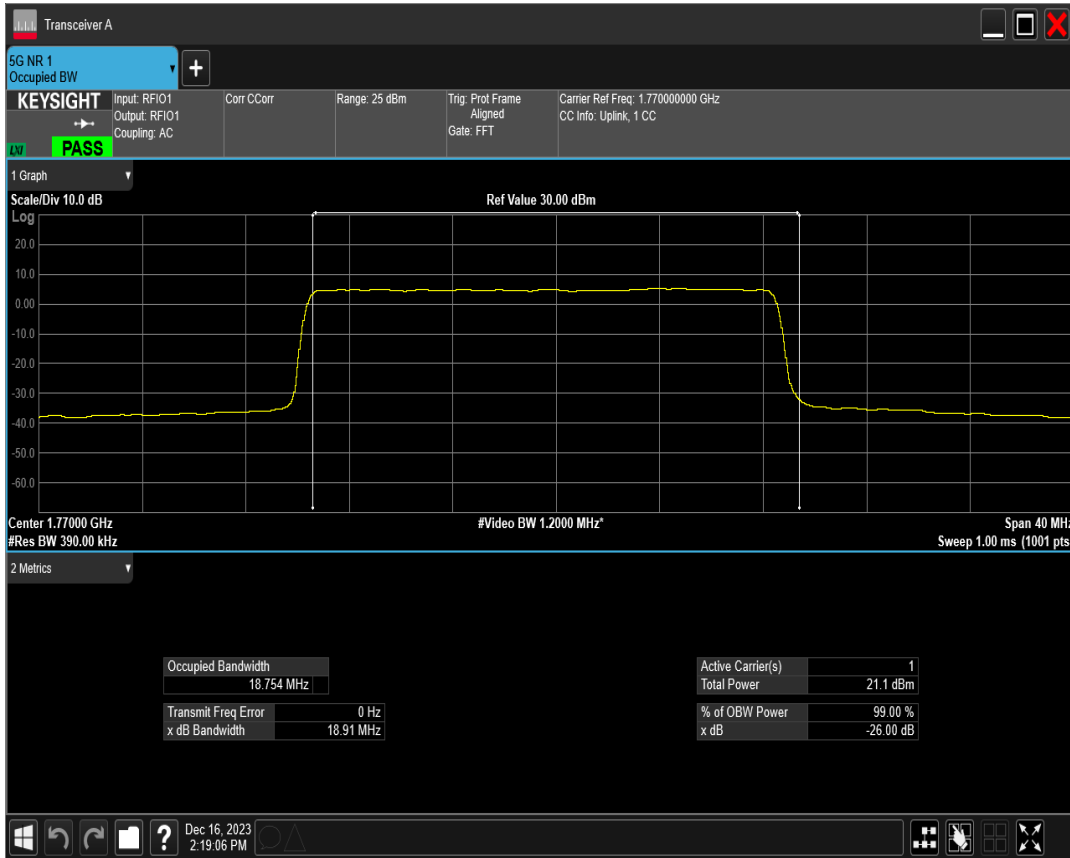 Transceiver A
5G NR 1
Occupied BW
KEYSIGHT
LXI
PASS
Input: RFIO1
Output: RFIO1
Coupling: AC
Corr CCorr
Range: 25 dBm
Trig: Prot Frame
Aligned
Gate: FFT
Carrier Ref Freq: 1.770000000 GHz
CC Info: Uplink, 1 CC
1 Graph
Scale/Div 10.0 dB
Ref Value 30.00 dBm
Log
20.0
10.0
0.00
-10.0
-20.0
-30.0
-40.0
-50.0
-60.0
Center 1.77000 GHz
#Video BW 1.2000 MHz*
Span 40 MHz
#Res BW 390.00 kHz
Sweep 1.00 ms (1001 pts
2 Metrics
Occupied Bandwidth
18.754 MHz
Transmit Freq Error 0 Hz
x dB Bandwidth 18.91 MHz
Active Carrier(s) 1
Total Power 21.1 dBm
% of OBW Power 99.00 %
x dB -26.00 dB
?
Dec 16, 2023
2:19:06 PM